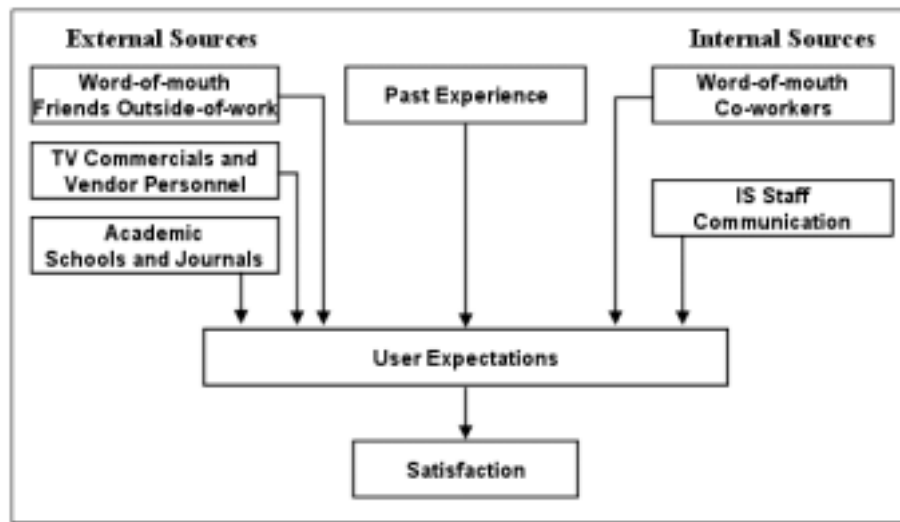 External Sources
Internal Sources
Word-of-mouth
Friends Outside-of-work
Past Experience
Word-of-mouth
Co-workers
TV Commercials and
Vendor Personnel
IS Staff
Communication
Academic
Schools and Journals
User Expectations
Satisfaction